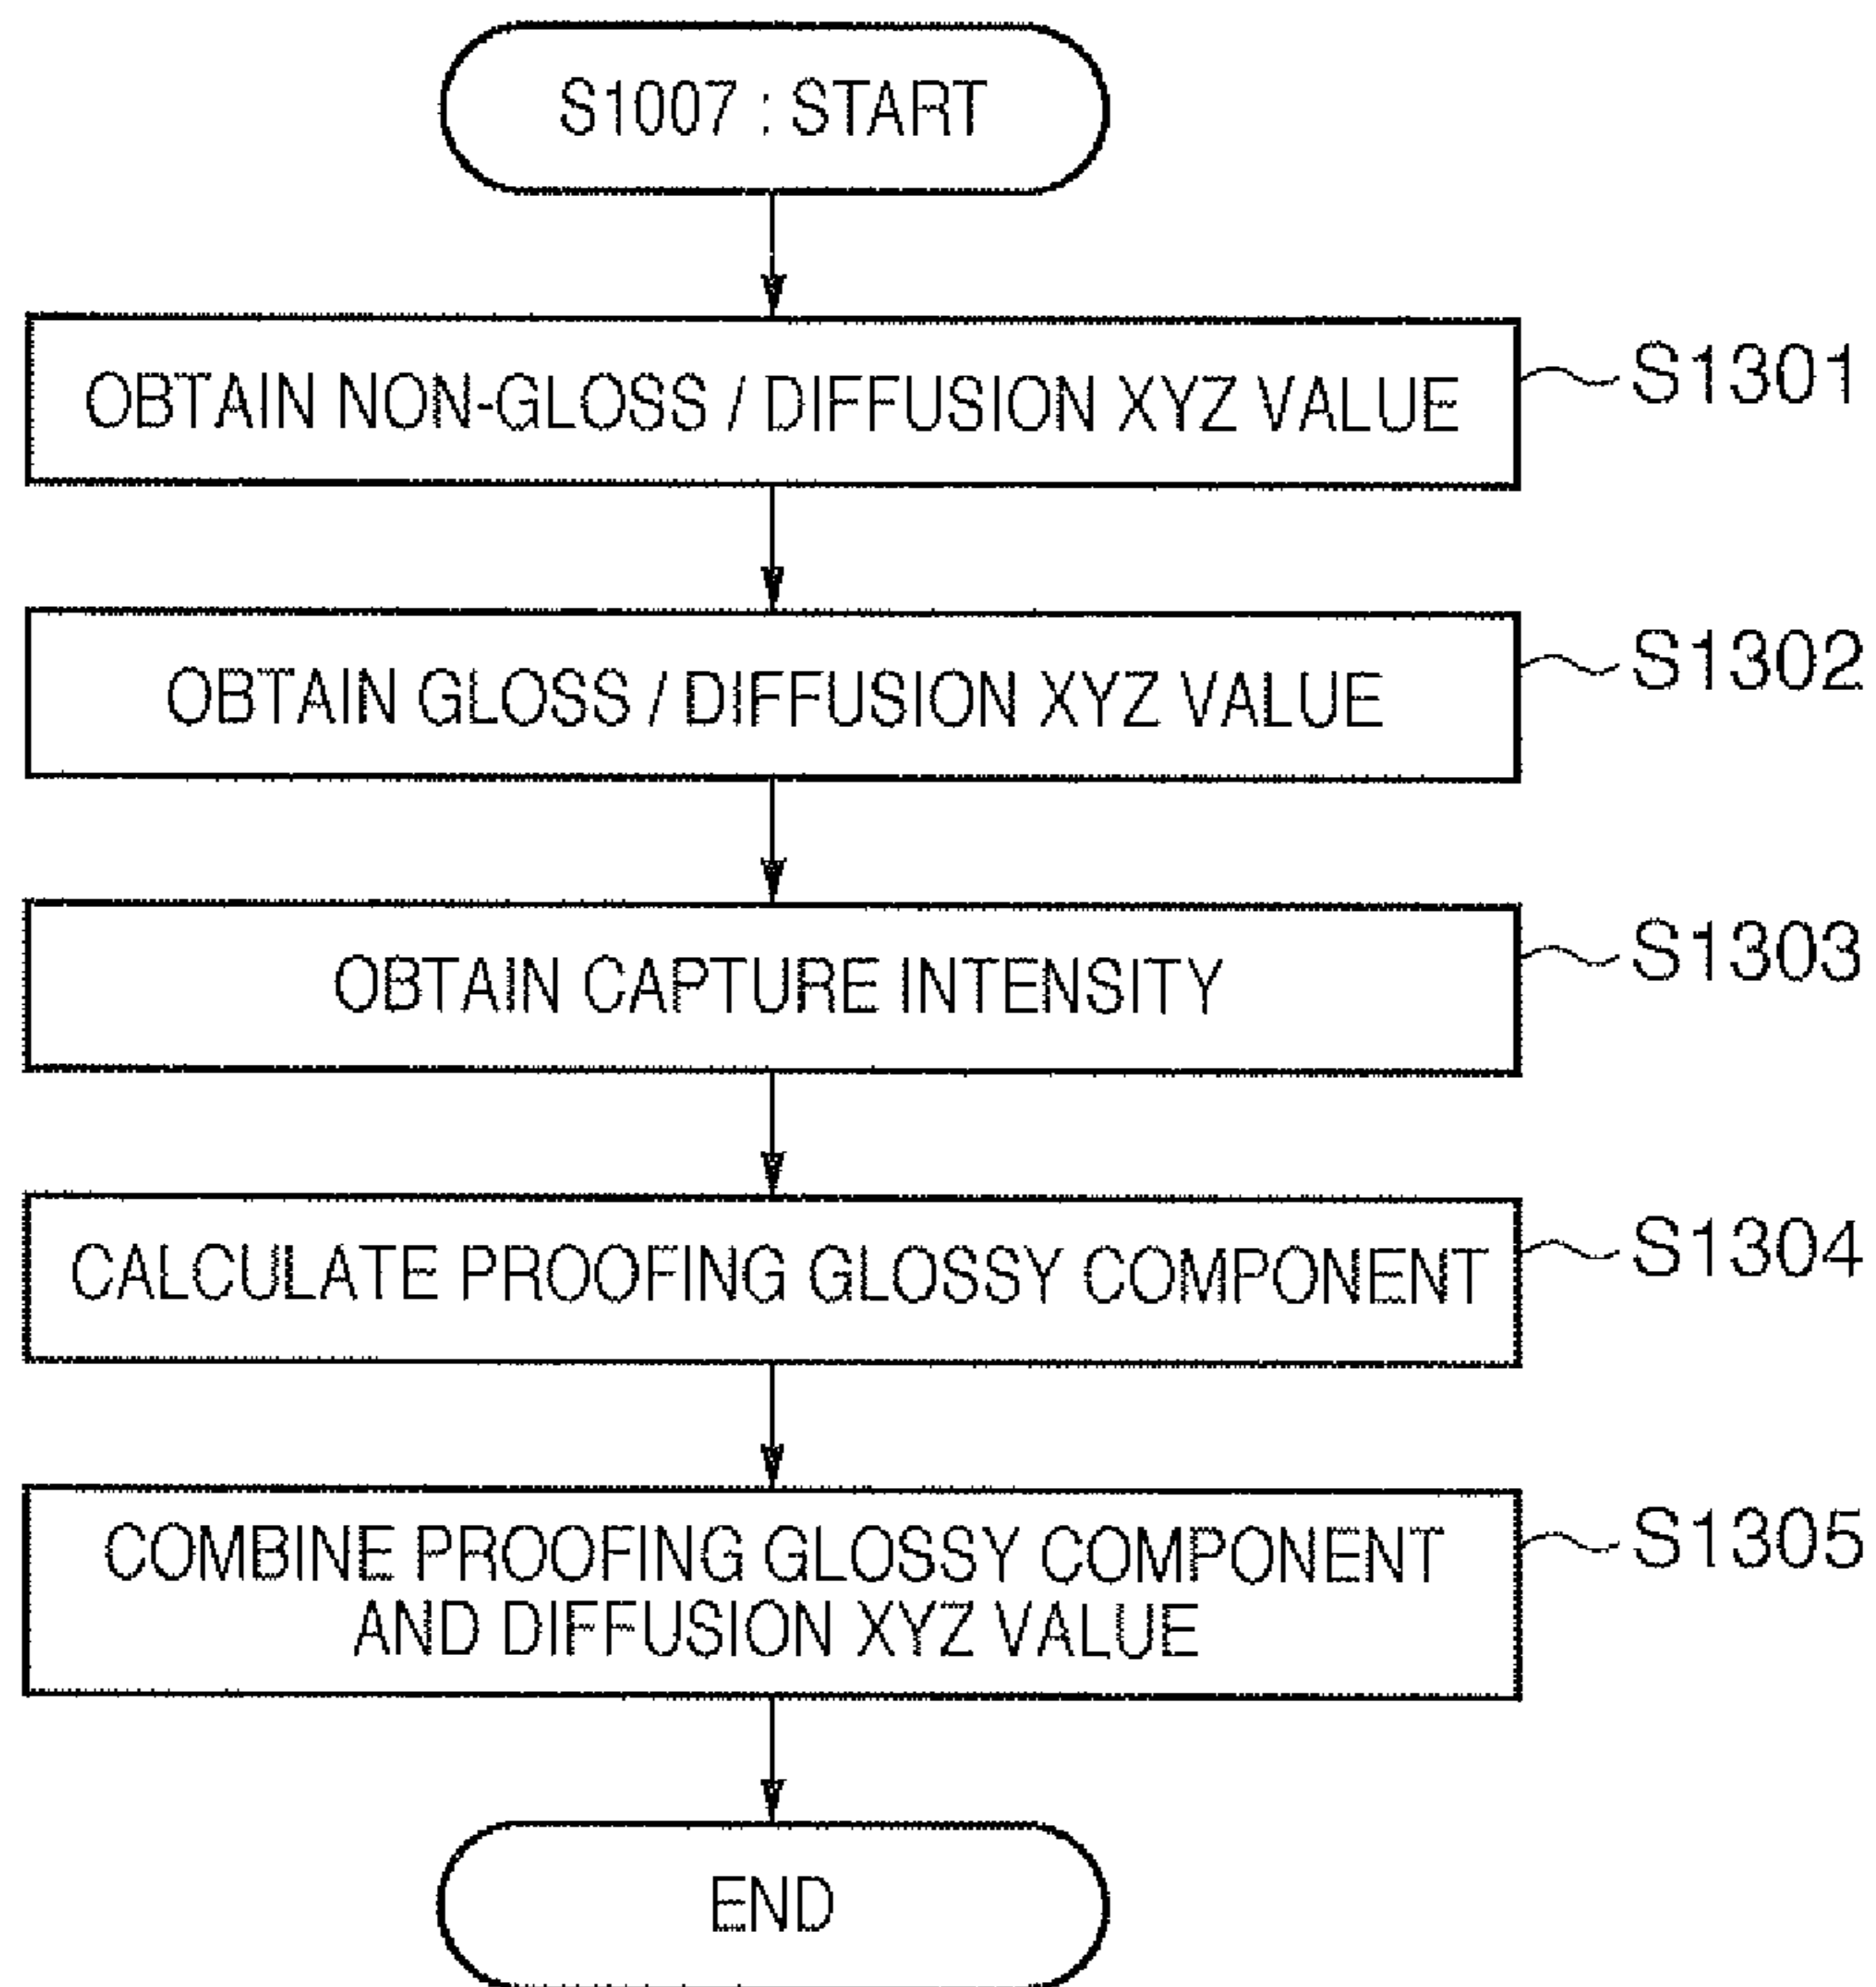 S1007 : START
OBTAIN NON-GLOSS / DIFFUSION XYZ VALUE
S1301
OBTAIN GLOSS / DIFFUSION XYZ VALUE
S1302
OBTAIN CAPTURE INTENSITY
S1303
CALCULATE PROOFING GLOSSY COMPONENT
S1304
COMBINE PROOFING GLOSSY COMPONENT
AND DIFFUSION XYZ VALUE
S1305
END